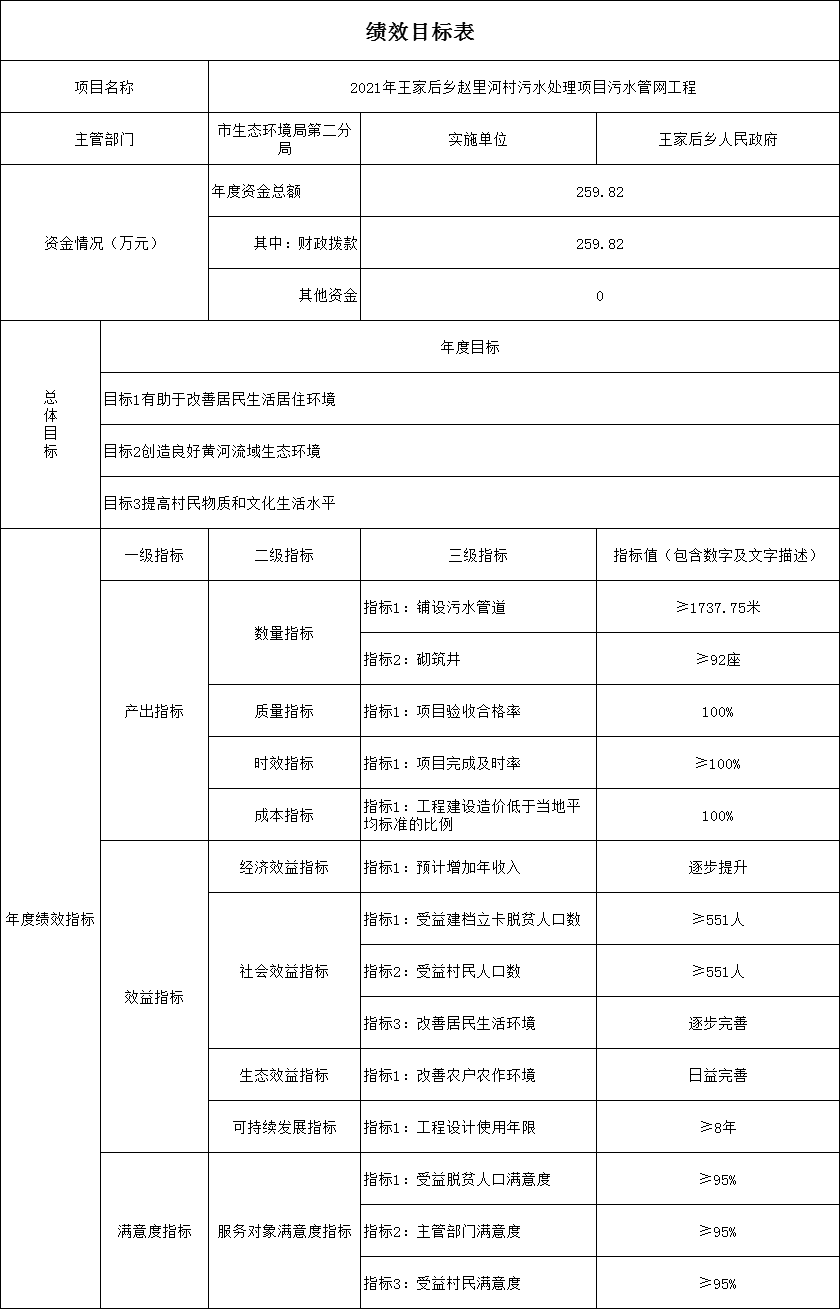 绩效目标表
项目名称
2021年王家后乡赵里河村污水处理项目污水管网工程
主管部门
市生态环境局第二分
局
实施单位
王家后乡人民政府
资金情况（万元）
年度资金总额
259.82
其中：财政拨款
259.82
其他资金
0
总
体
目
标
年度目标
目标1有助于改善居民生活居住环境
目标2创造良好黄河流域生态环境
目标3提高村民物质和文化生活水平
年度绩效指标
一级指标
二级指标
三级指标
指标值（包含数字及文字描述）
产出指标
数量指标
指标1：铺设污水管道
≥1737.75米
指标2：砌筑井
≥92座
质量指标
指标1：项目验收合格率
100%
时效指标
指标1：项目完成及时率
≥100%
成本指标
指标1：工程建设造价低于当地平
均标准的比例
100%
效益指标
经济效益指标
指标1：预计增加年收入
逐步提升
社会效益指标
指标1：受益建档立卡脱贫人口数
≥551人
指标2：受益村民人口数
≥551人
指标3：改善居民生活环境
逐步完善
生态效益指标
指标1：改善农户农作环境
日益完善
可持续发展指标
指标1：工程设计使用年限
≥8年
满意度指标
服务对象满意度指标
指标1：受益脱贫人口满意度
≥95%
指标2：主管部门满意度
≥95%
指标3：受益村民满意度
≥95%